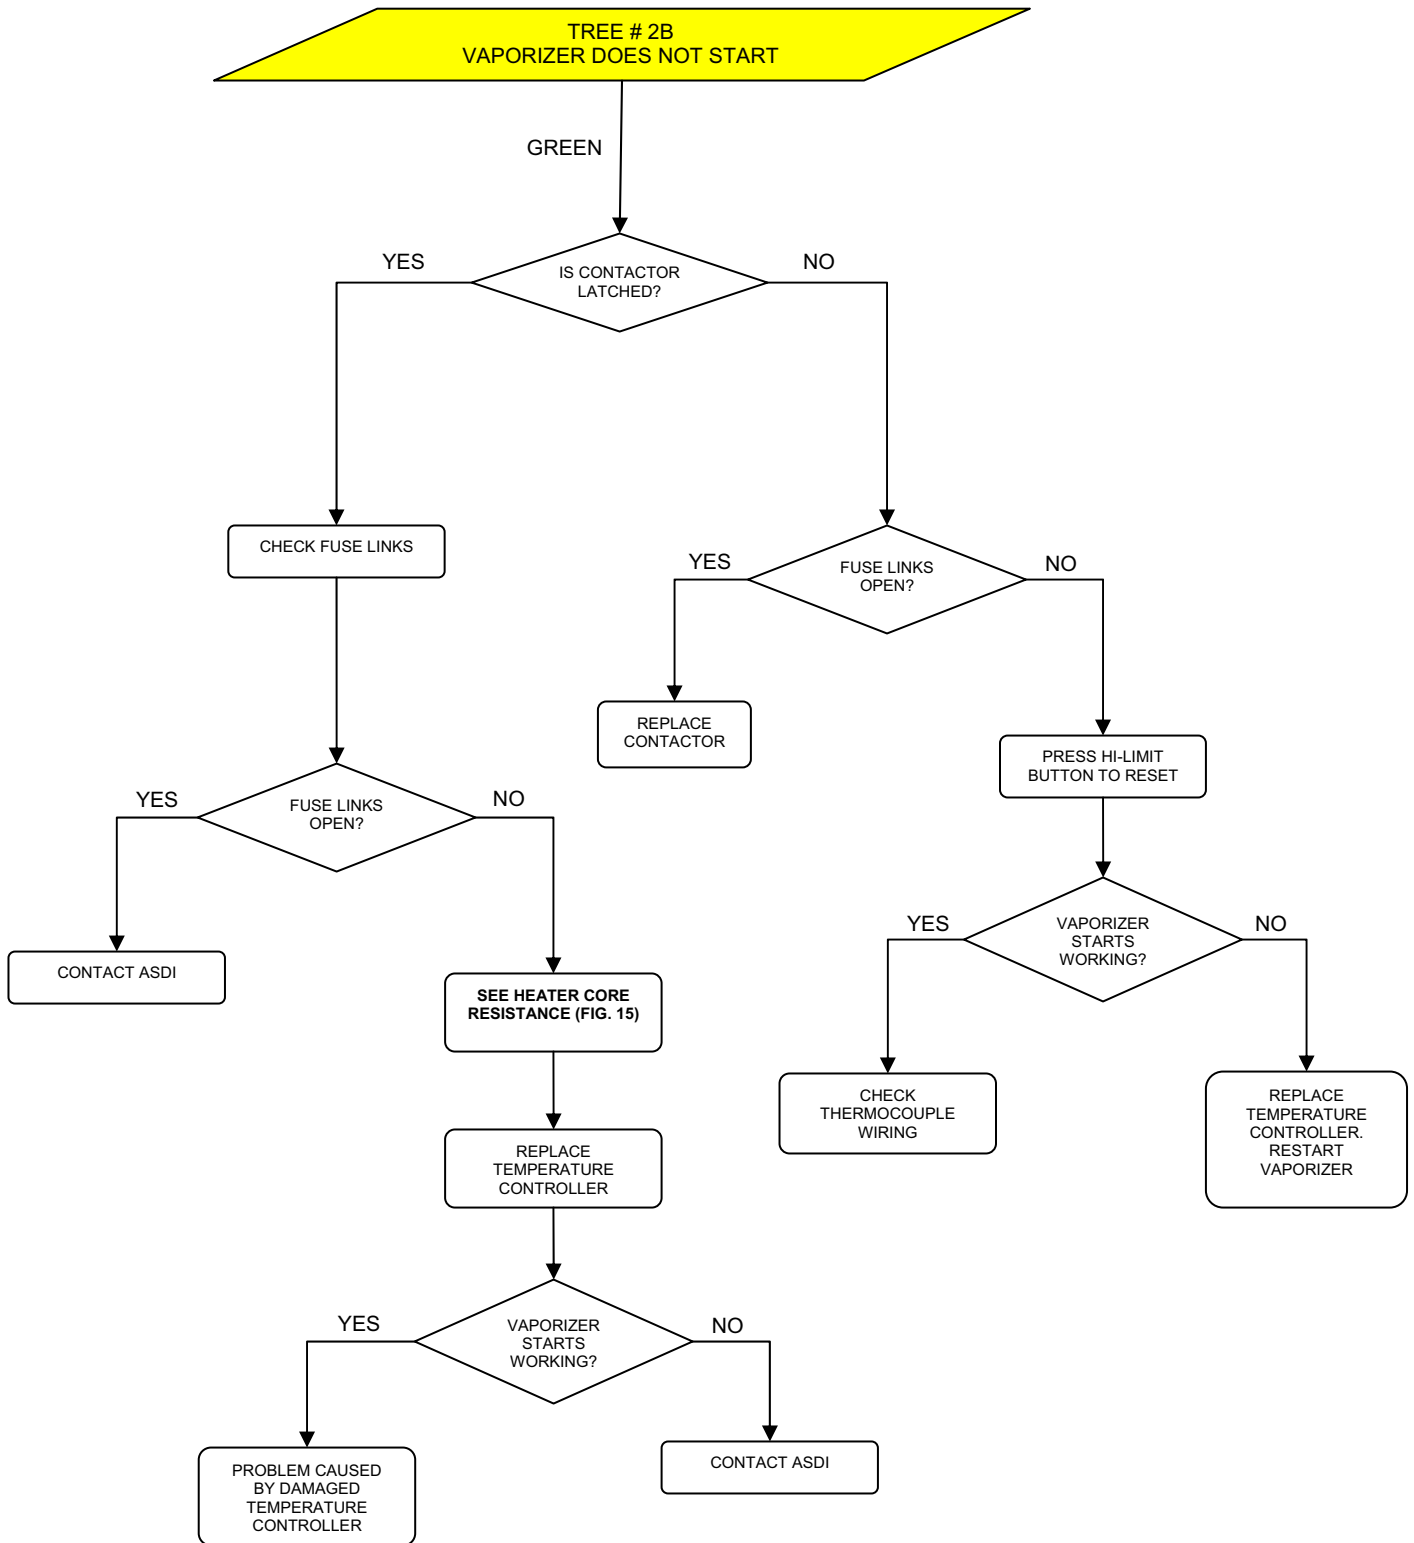 TREE # 2B
VAPORIZER DOES NOT START
GREEN
YES
IS CONTACTOR
LATCHED?
NO
CHECK FUSE LINKS
YES
FUSE LINKS
OPEN?
NO
REPLACE
CONTACTOR
PRESS HI-LIMIT
BUTTON TO RESET
YES
FUSE LINKS
OPEN?
NO
YES
VAPORIZER
STARTS
WORKING?
NO
CONTACT ASDI
SEE HEATER CORE
RESISTANCE (FIG. 15)
CHECK
THERMOCOUPLE
WIRING
REPLACE
TEMPERATURE
CONTROLLER.
RESTART
VAPORIZER
REPLACE
TEMPERATURE
CONTROLLER
YES
VAPORIZER
STARTS
WORKING?
NO
PROBLEM CAUSED
BY DAMAGED
TEMPERATURE
CONTROLLER
CONTACT ASDI